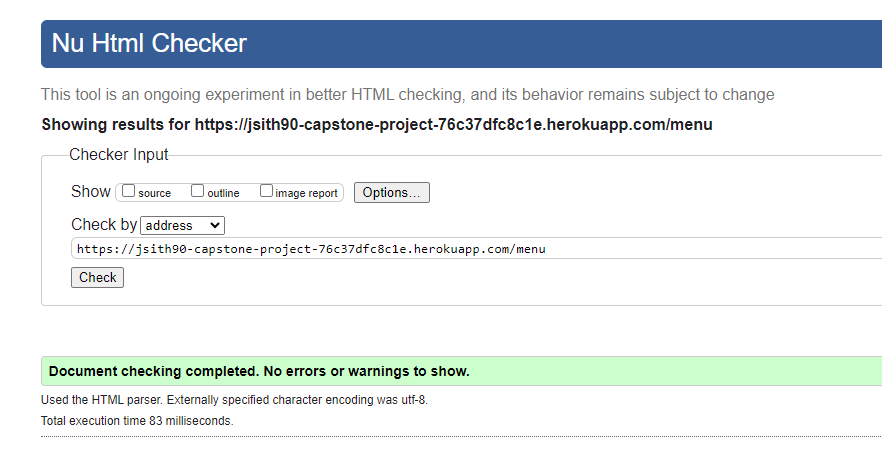 Nu Html Checker
This tool is an ongoing experiment in better HTML checking, and its behavior remains subject to change
Showing results for https://jsith90-capstone-project-76c37dfc8c1e.herokuapp.com/menu
Checker Input
Show source outline image report Options...
Check by address
https://jsith90-capstone-project-76c37dfc8c1e.herokuapp.com/menu
Check
Document checking completed. No errors or warnings to show.
Used the HTML parser. Externally specified character encoding was utf-8.
Total execution time 83 milliseconds.